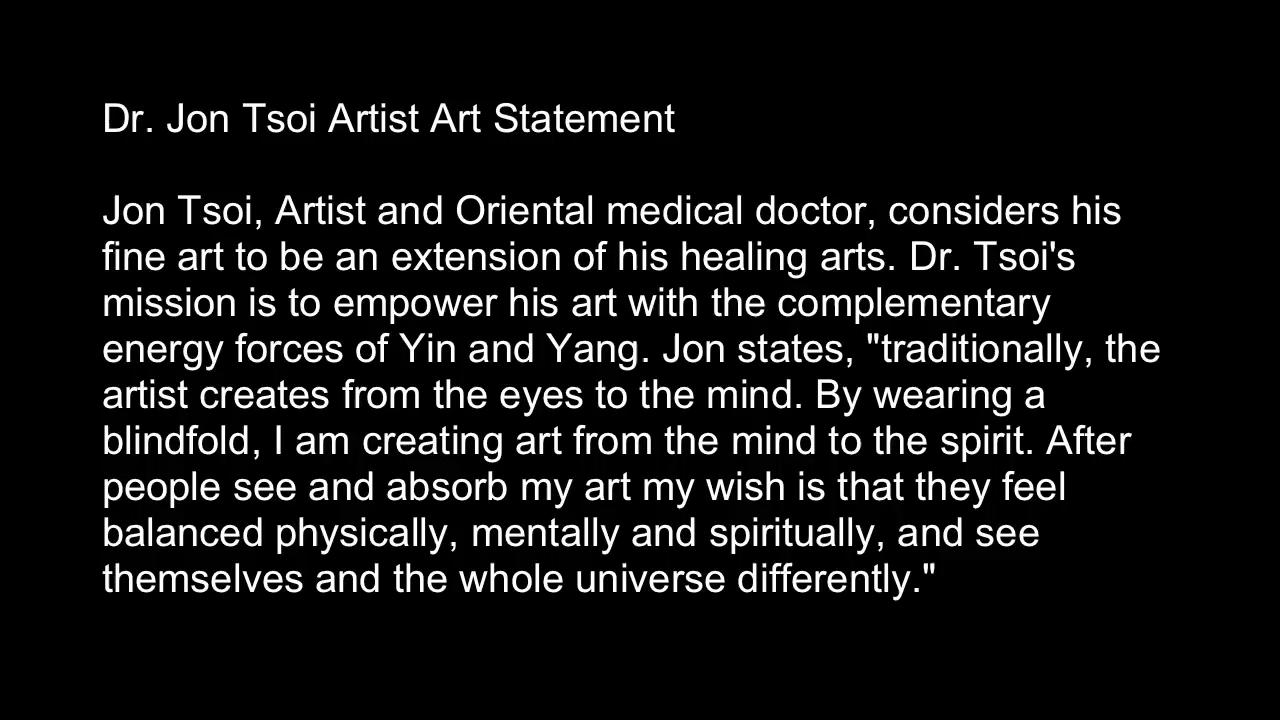 Dr. Jon Tsoi Artist Art Statement
Jon Tsoi, Artist and Oriental medical doctor, considers his
fine art to be an extension of his healing arts. Dr. Tsoi's
mission is to empower his art with the complementary
energy forces of Yin and Yang. Jon states, "traditionally, the
artist creates from the eyes to the mind. By wearing a
blindfold, I am creating art from the mind to the spirit. After
people see and absorb my art my wish is that they feel
balanced physically, mentally and spiritually, and see
themselves and the whole universe differently."